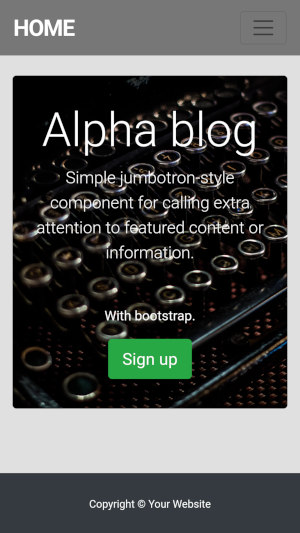 HOME
Alpha blog
Simple jumbotron-style
component for calling extra
attention to featured content or
information.
With bootstrap.
Sign up
Copyright © Your Website